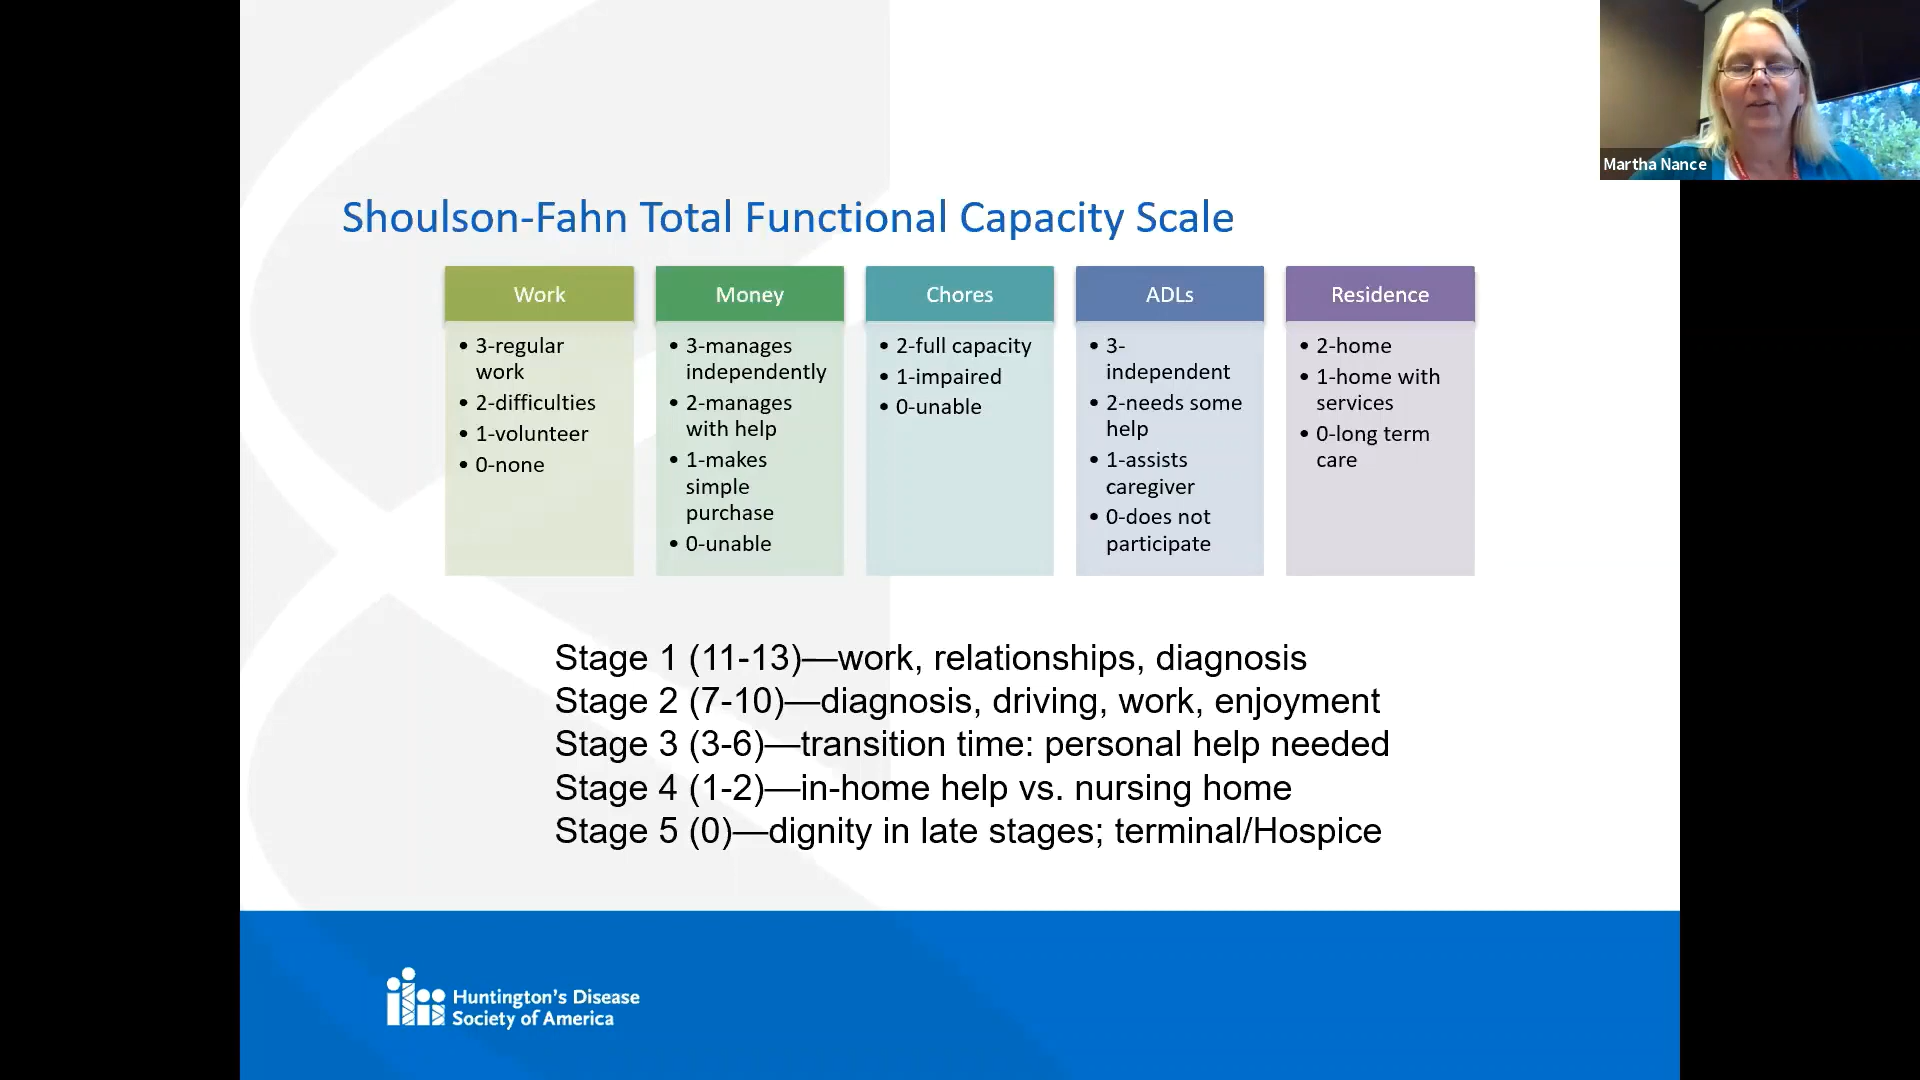 Martha Nance
Shoulson-Fahn Total Functional Capacity Scale
Work
• 3-regular
work
• 2-difficulties
• 1-volunteer
• 0-none
Money
• 3-manages
independently
• 2-manages
with help
• 1-makes
simple
purchase
• 0-unable
Chores
• 2-full capacity
• 1-impaired
• 0-unable
ADLs
• 3-
independent
• 2-needs some
help
• 1-assists
caregiver
• 0-does not
participate
Residence
• 2-home
• 1-home with
services
• 0-long term
care
Stage 1 (11-13)—work, relationships, diagnosis
Stage 2 (7-10)—diagnosis, driving, work, enjoyment
Stage 3 (3-6)—transition time: personal help needed
Stage 4 (1-2)—in-home help vs. nursing home
Stage 5 (0)—dignity in late stages; terminal/Hospice
Huntington's Disease
Society of America